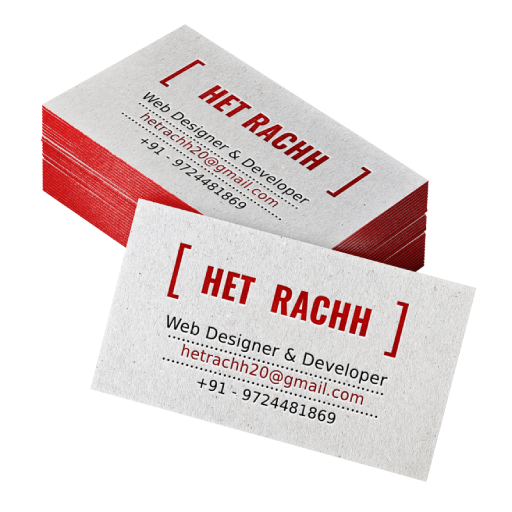 [ HET RACHH ]
Web Designer & Developer
hetrachh20@gmail.com
+91 - 9724481869
[ HET RACHH ]
Web Designer & Developer
hetrachh20@gmail.com
+91 - 9724481869